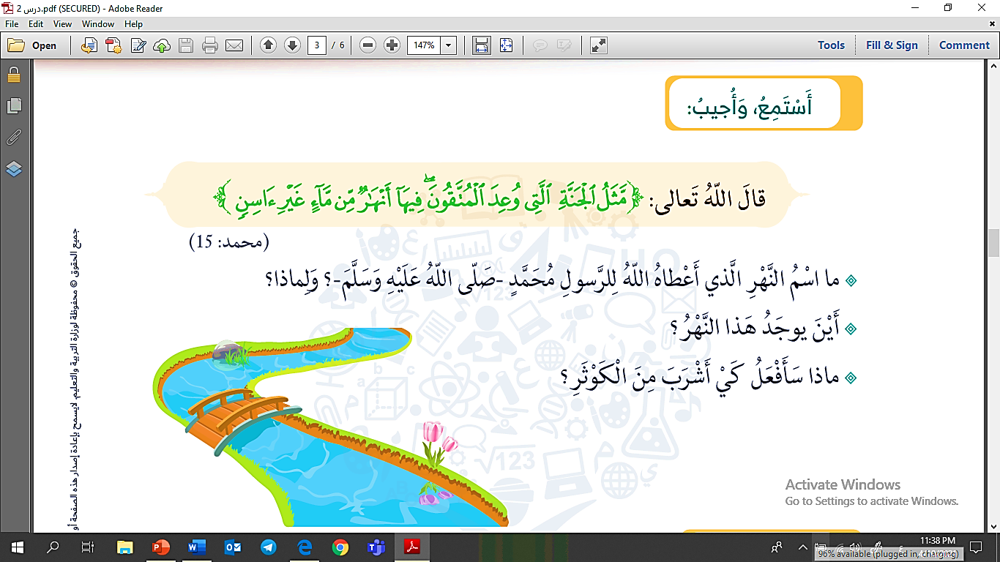 درس 2.pdf (SECURED) - Adobe Reader
File Edit View Window Help
Open 3 / 6 147% Tools Fill & Sign Comment
أَسْتَمِعُ، وَأُجيبُ:
قالَ اللّهُ تَعالى: ﴿مَّثَلُ ٱلْجَنَّةِ ٱلَّتِى وُعِدَ ٱلْمُتَّقُونَۖ فِيهَآ أَنْهَٰرٌ مِّن مَّآءٍ غَيْرِ ءَاسِنٍ﴾
(محمد: 15)
ما اسْمُ النَّهْرِ الَّذي أَعْطاهُ اللّهُ لِلرَّسولِ مُحَمَّدٍ -صَلّى اللّهُ عَلَيْهِ وَسَلَّمَ-؟ وَلِماذا؟
أَيْنَ يوجَدُ هَذا النَّهْرُ؟
ماذا سَأَفْعَلُ كَيْ أَشْرَبَ مِنَ الْكَوْثَرِ؟
جميع الحقوق © محفوظة لوزارة التربية والتعليم. لايسمح بإعادة إصدار هذه الصفحة أو
Activate Windows
Go to Settings to activate Windows.
11:38 PM
96% available (plugged in, charging)